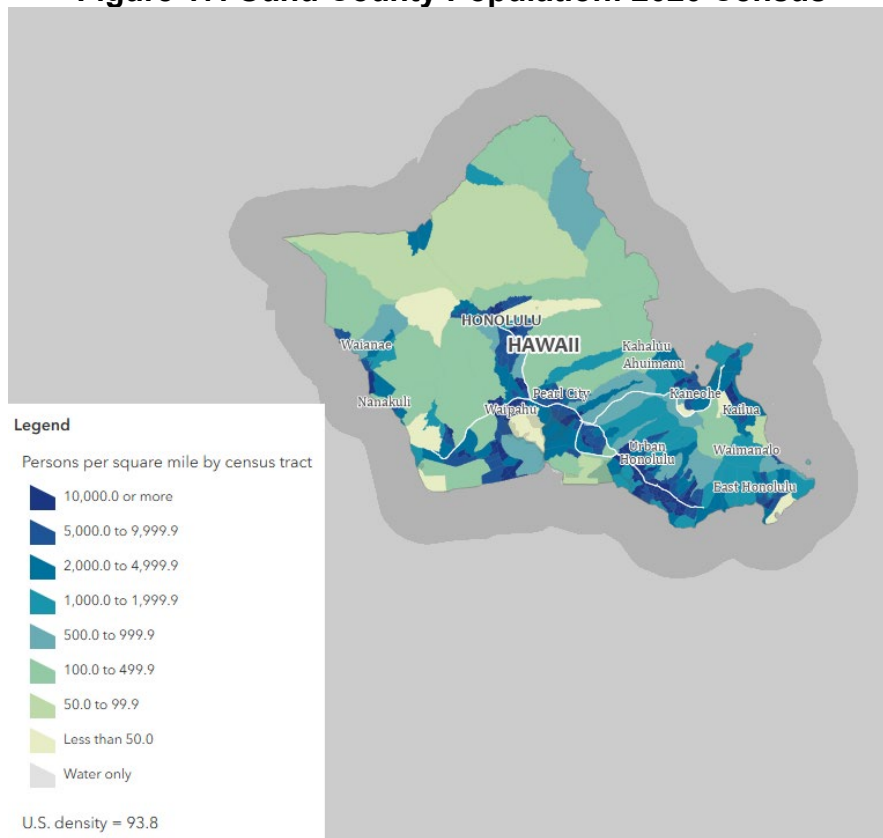 HONOLULU
HAWAII
Waianae
Kahaluu
Ahuimanu
Nanakuli
Waipahu
Pearl City
Kaneohe
Kailua
Urban
Honolulu
Waimanalo
East Honolulu
Legend
Persons per square mile by census tract
10,000.0 or more
5,000.0 to 9,999.9
2,000.0 to 4,999.9
1,000.0 to 1,999.9
500.0 to 999.9
100.0 to 499.9
50.0 to 99.9
Less than 50.0
Water only
U.S. density = 93.8